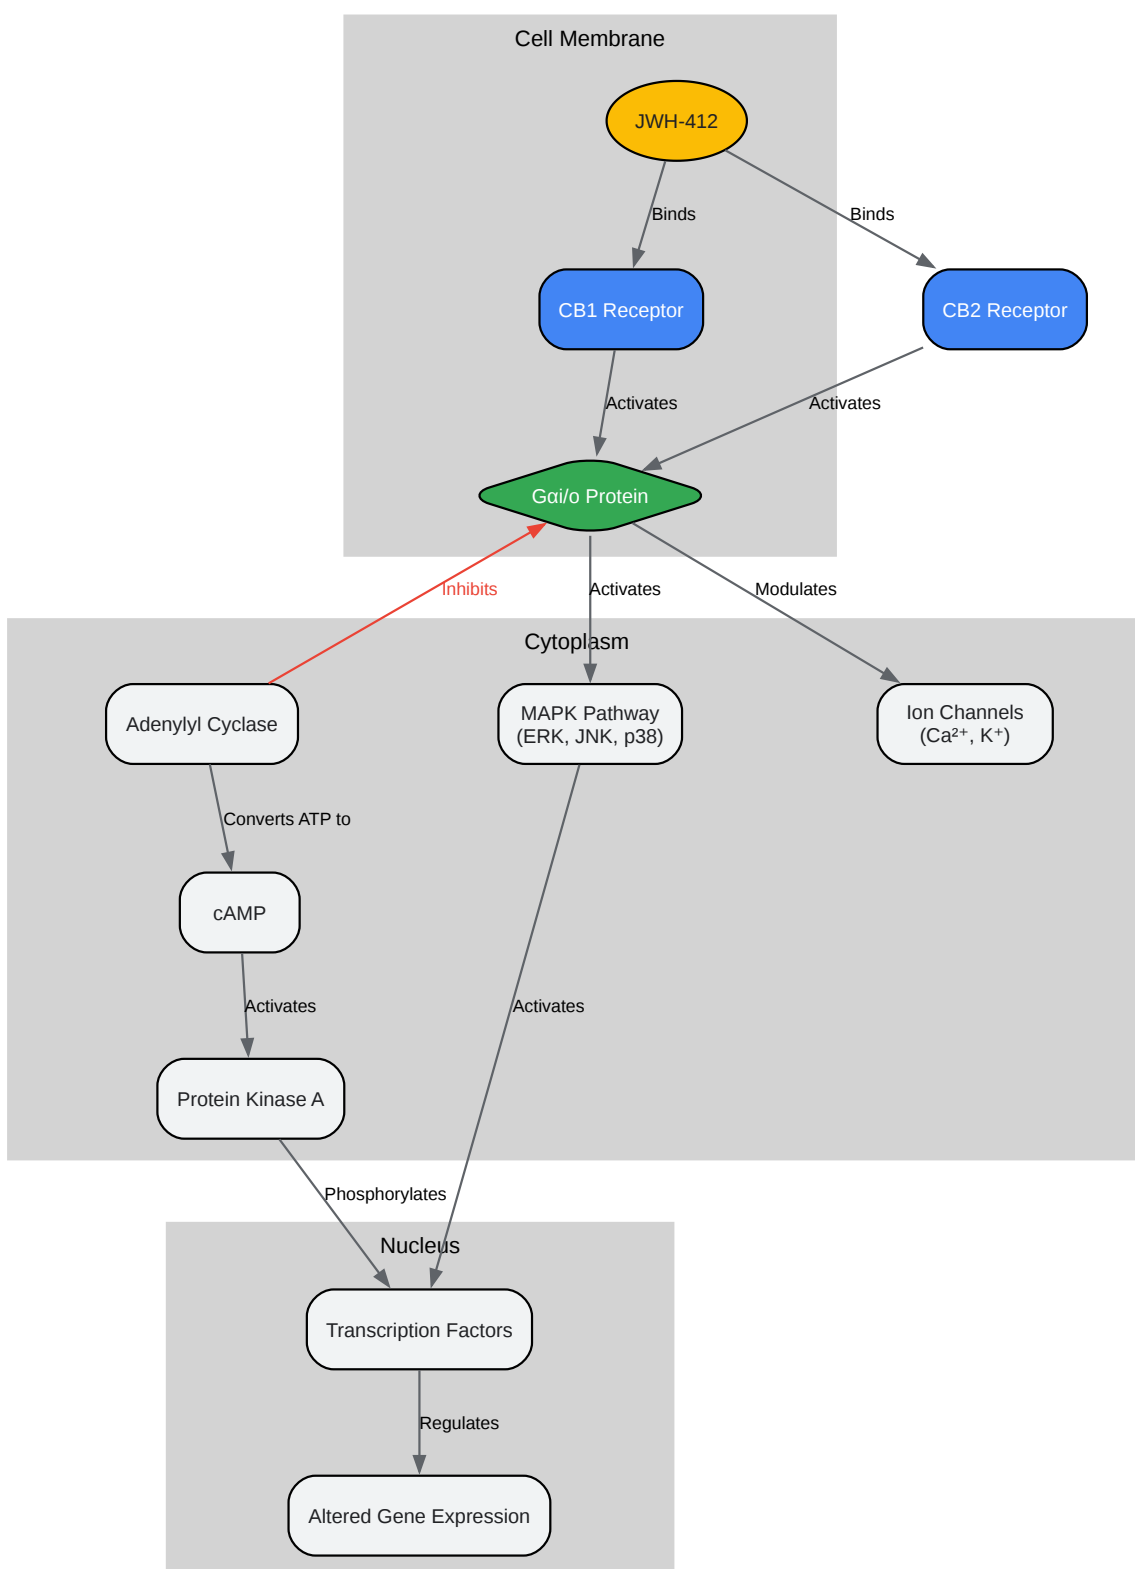 Cell Membrane
JWH-412
Binds
Binds
CB1 Receptor
CB2 Receptor
Activates
Activates
Gαi/o Protein
Inhibits
Activates
Modulates
Cytoplasm
Adenylyl Cyclase
MAPK Pathway
(ERK, JNK, p38)
Ion Channels
(Ca²⁺, K⁺)
Converts ATP to
cAMP
Activates
Activates
Protein Kinase A
Phosphorylates
Nucleus
Transcription Factors
Regulates
Altered Gene Expression